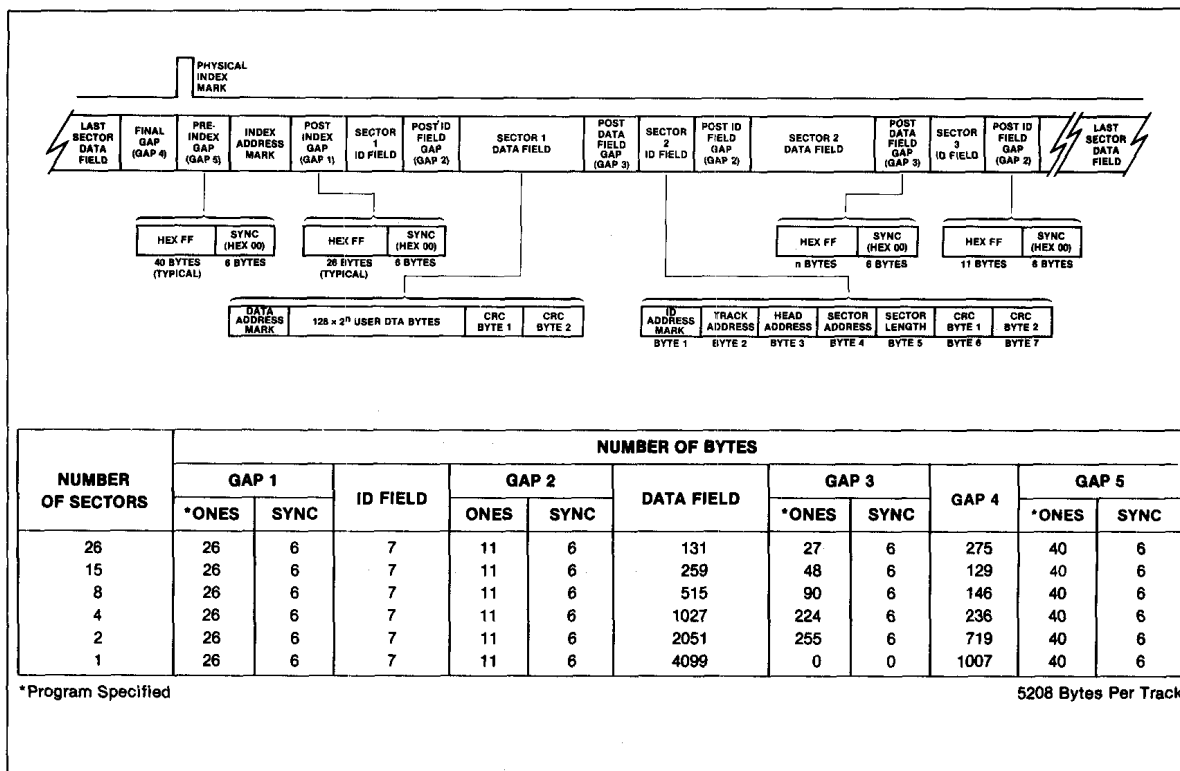 PHYSICAL
INDEX
MARK
LAST
SECTOR
DATA
FIELD
FINAL
GAP
(GAP 4)
PRE-
INDEX
GAP
(GAP 5)
INDEX
ADDRESS
MARK
POST
INDEX
GAP
(GAP 1)
SECTOR
1
ID FIELD
POST ID
FIELD
GAP
(GAP 2)
SECTOR 1
DATA FIELD
POST
DATA
FIELD
GAP
(GAP 3)
SECTOR
2
ID FIELD
POST ID
FIELD
GAP
(GAP 2)
SECTOR 2
DATA FIELD
POST
DATA
FIELD
GAP
(GAP 3)
SECTOR
3
ID FIELD
POST ID
FIELD
GAP
(GAP 2)
LAST
SECTOR
DATA
FIELD
HEX FF
SYNC
(HEX 00)
40 BYTES
(TYPICAL)
6 BYTES
HEX FF
SYNC
(HEX 00)
26 BYTES
(TYPICAL)
6 BYTES
HEX FF
SYNC
(HEX 00)
n BYTES
6 BYTES
HEX FF
SYNC
(HEX 00)
11 BYTES
6 BYTES
DATA
ADDRESS
MARK
128 × 2ⁿ USER DTA BYTES
CRC
BYTE 1
CRC
BYTE 2
ID
ADDRESS
MARK
TRACK
ADDRESS
HEAD
ADDRESS
SECTOR
ADDRESS
SECTOR
LENGTH
CRC
BYTE 1
CRC
BYTE 2
BYTE 1 BYTE 2 BYTE 3 BYTE 4 BYTE 5 BYTE 6 BYTE 7
NUMBER OF BYTES
NUMBER
OF SECTORS
GAP 1
ID FIELD
GAP 2
DATA FIELD
GAP 3
GAP 4
GAP 5
*ONES SYNC ONES SYNC *ONES SYNC *ONES SYNC
26 26 6 7 11 6 131 27 6 275 40 6
15 26 6 7 11 6 259 48 6 129 40 6
8 26 6 7 11 6 515 90 6 146 40 6
4 26 6 7 11 6 1027 224 6 236 40 6
2 26 6 7 11 6 2051 255 6 719 40 6
1 26 6 7 11 6 4099 0 0 1007 40 6
*Program Specified
5208 Bytes Per Track